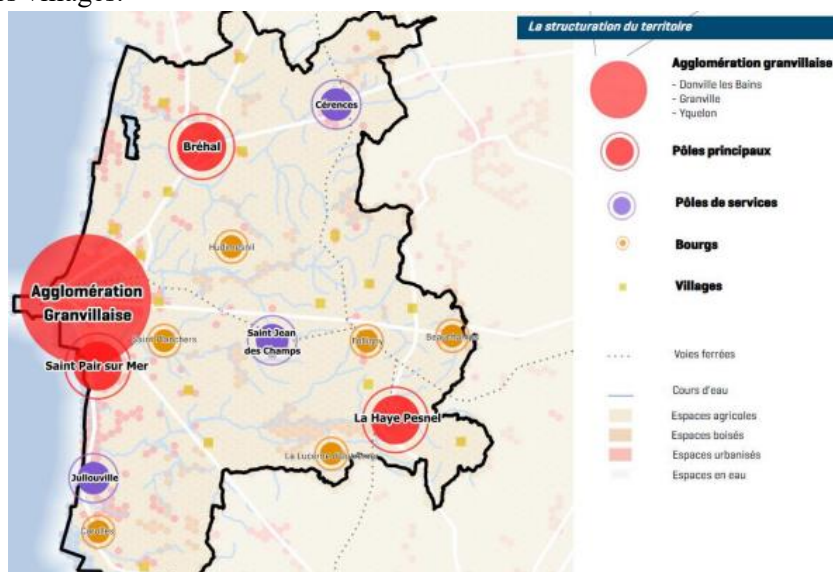 es villages.
La structuration du territoire
Agglomération granvillaise
- Donville les Bains
- Granville
- Yquelon
Pôles principaux
Pôles de services
Bourgs
Villages
Voies ferrées
Cours d'eau
Espaces agricoles
Espaces boisés
Espaces urbanisés
Espaces en eau
Cérences
Bréhal
Agglomération
Granvillaise
Saint Jean
des Champs
Saint Pair sur Mer
La Haye Pesnel
Jullouville